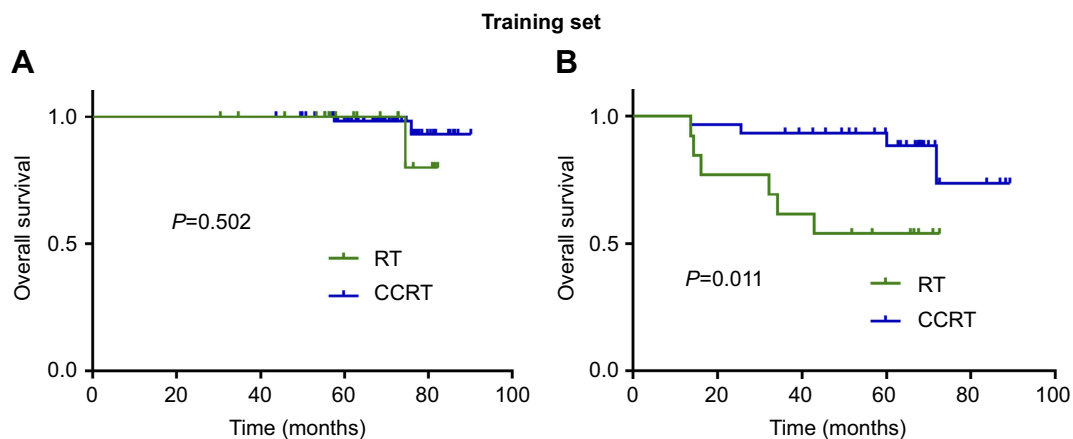 Training set
A
Overall survival
1.0
0.5
0.0
P=0.502
RT
CCRT
0 20 40 60 80 100
Time (months)
B
Overall survival
1.0
0.5
0.0
P=0.011
RT
CCRT
0 20 40 60 80 100
Time (months)